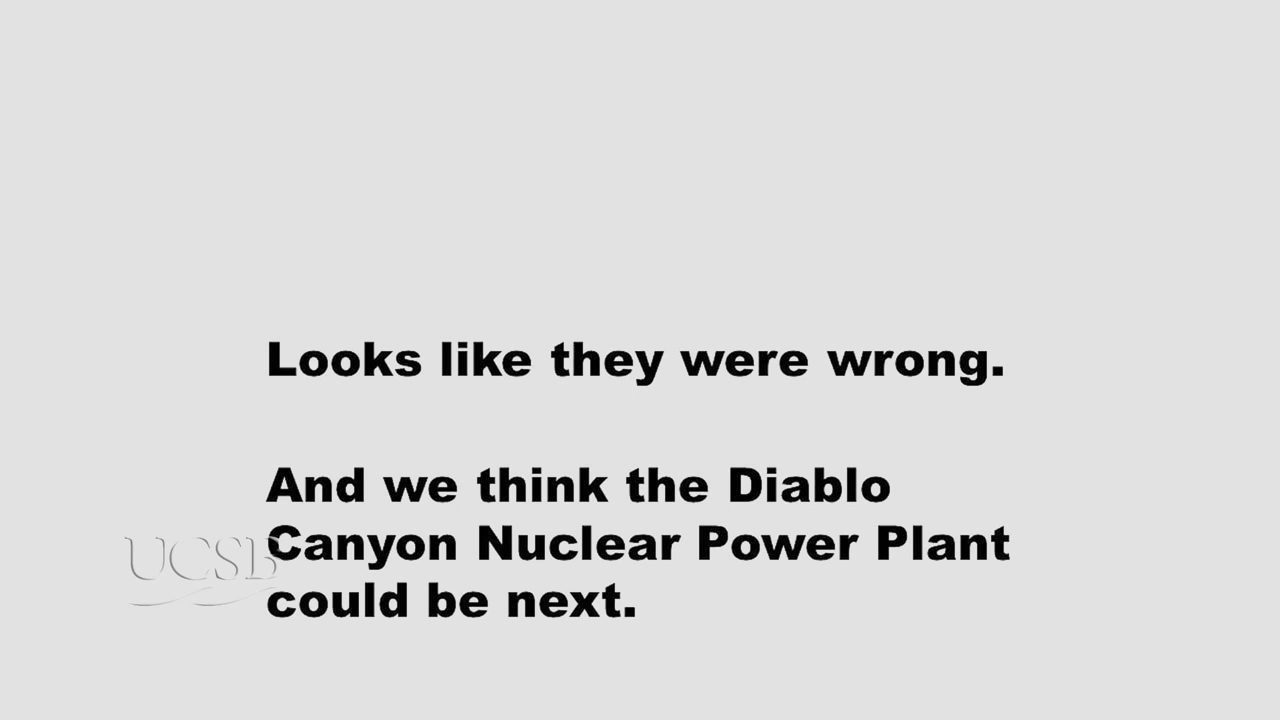 Looks like they were wrong.
And we think the Diablo
Canyon Nuclear Power Plant
UCSB
could be next.